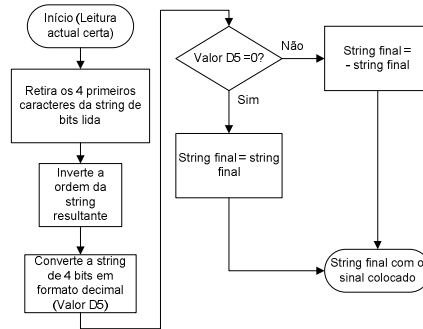 Início (Leitura
actual certa)
Retira os 4 primeiros
caracteres da string de
bits lida
Inverte a
ordem da
string
resultante
Converte a string
de 4 bits em
formato decimal
(Valor D5)
Valor D5 =0?
Não
Sim
String final = string
final
String final =
- string final
String final com o
sinal colocado